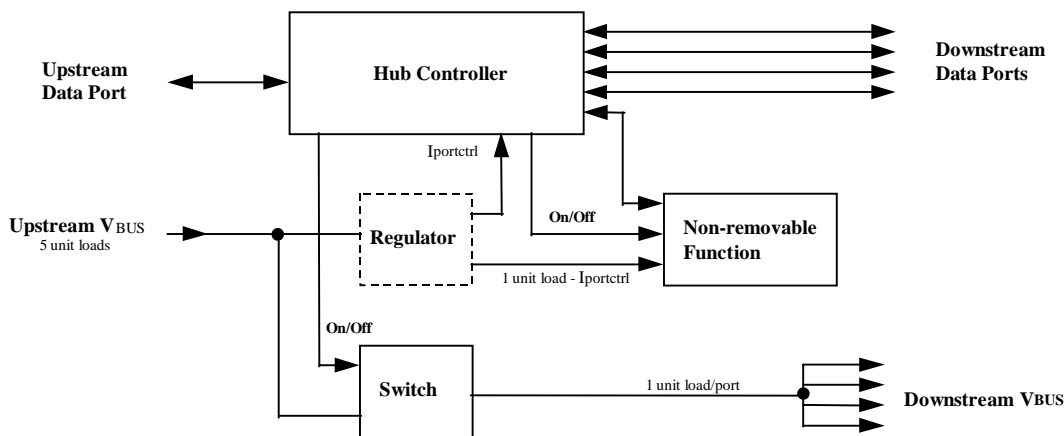 Hub Controller
Upstream
Data Port
Downstream
Data Ports
Iportctrl
Upstream VBUS
5 unit loads
Regulator
On/Off
Non-removable
Function
1 unit load - Iportctrl
On/Off
Switch
1 unit load/port
Downstream VBUS